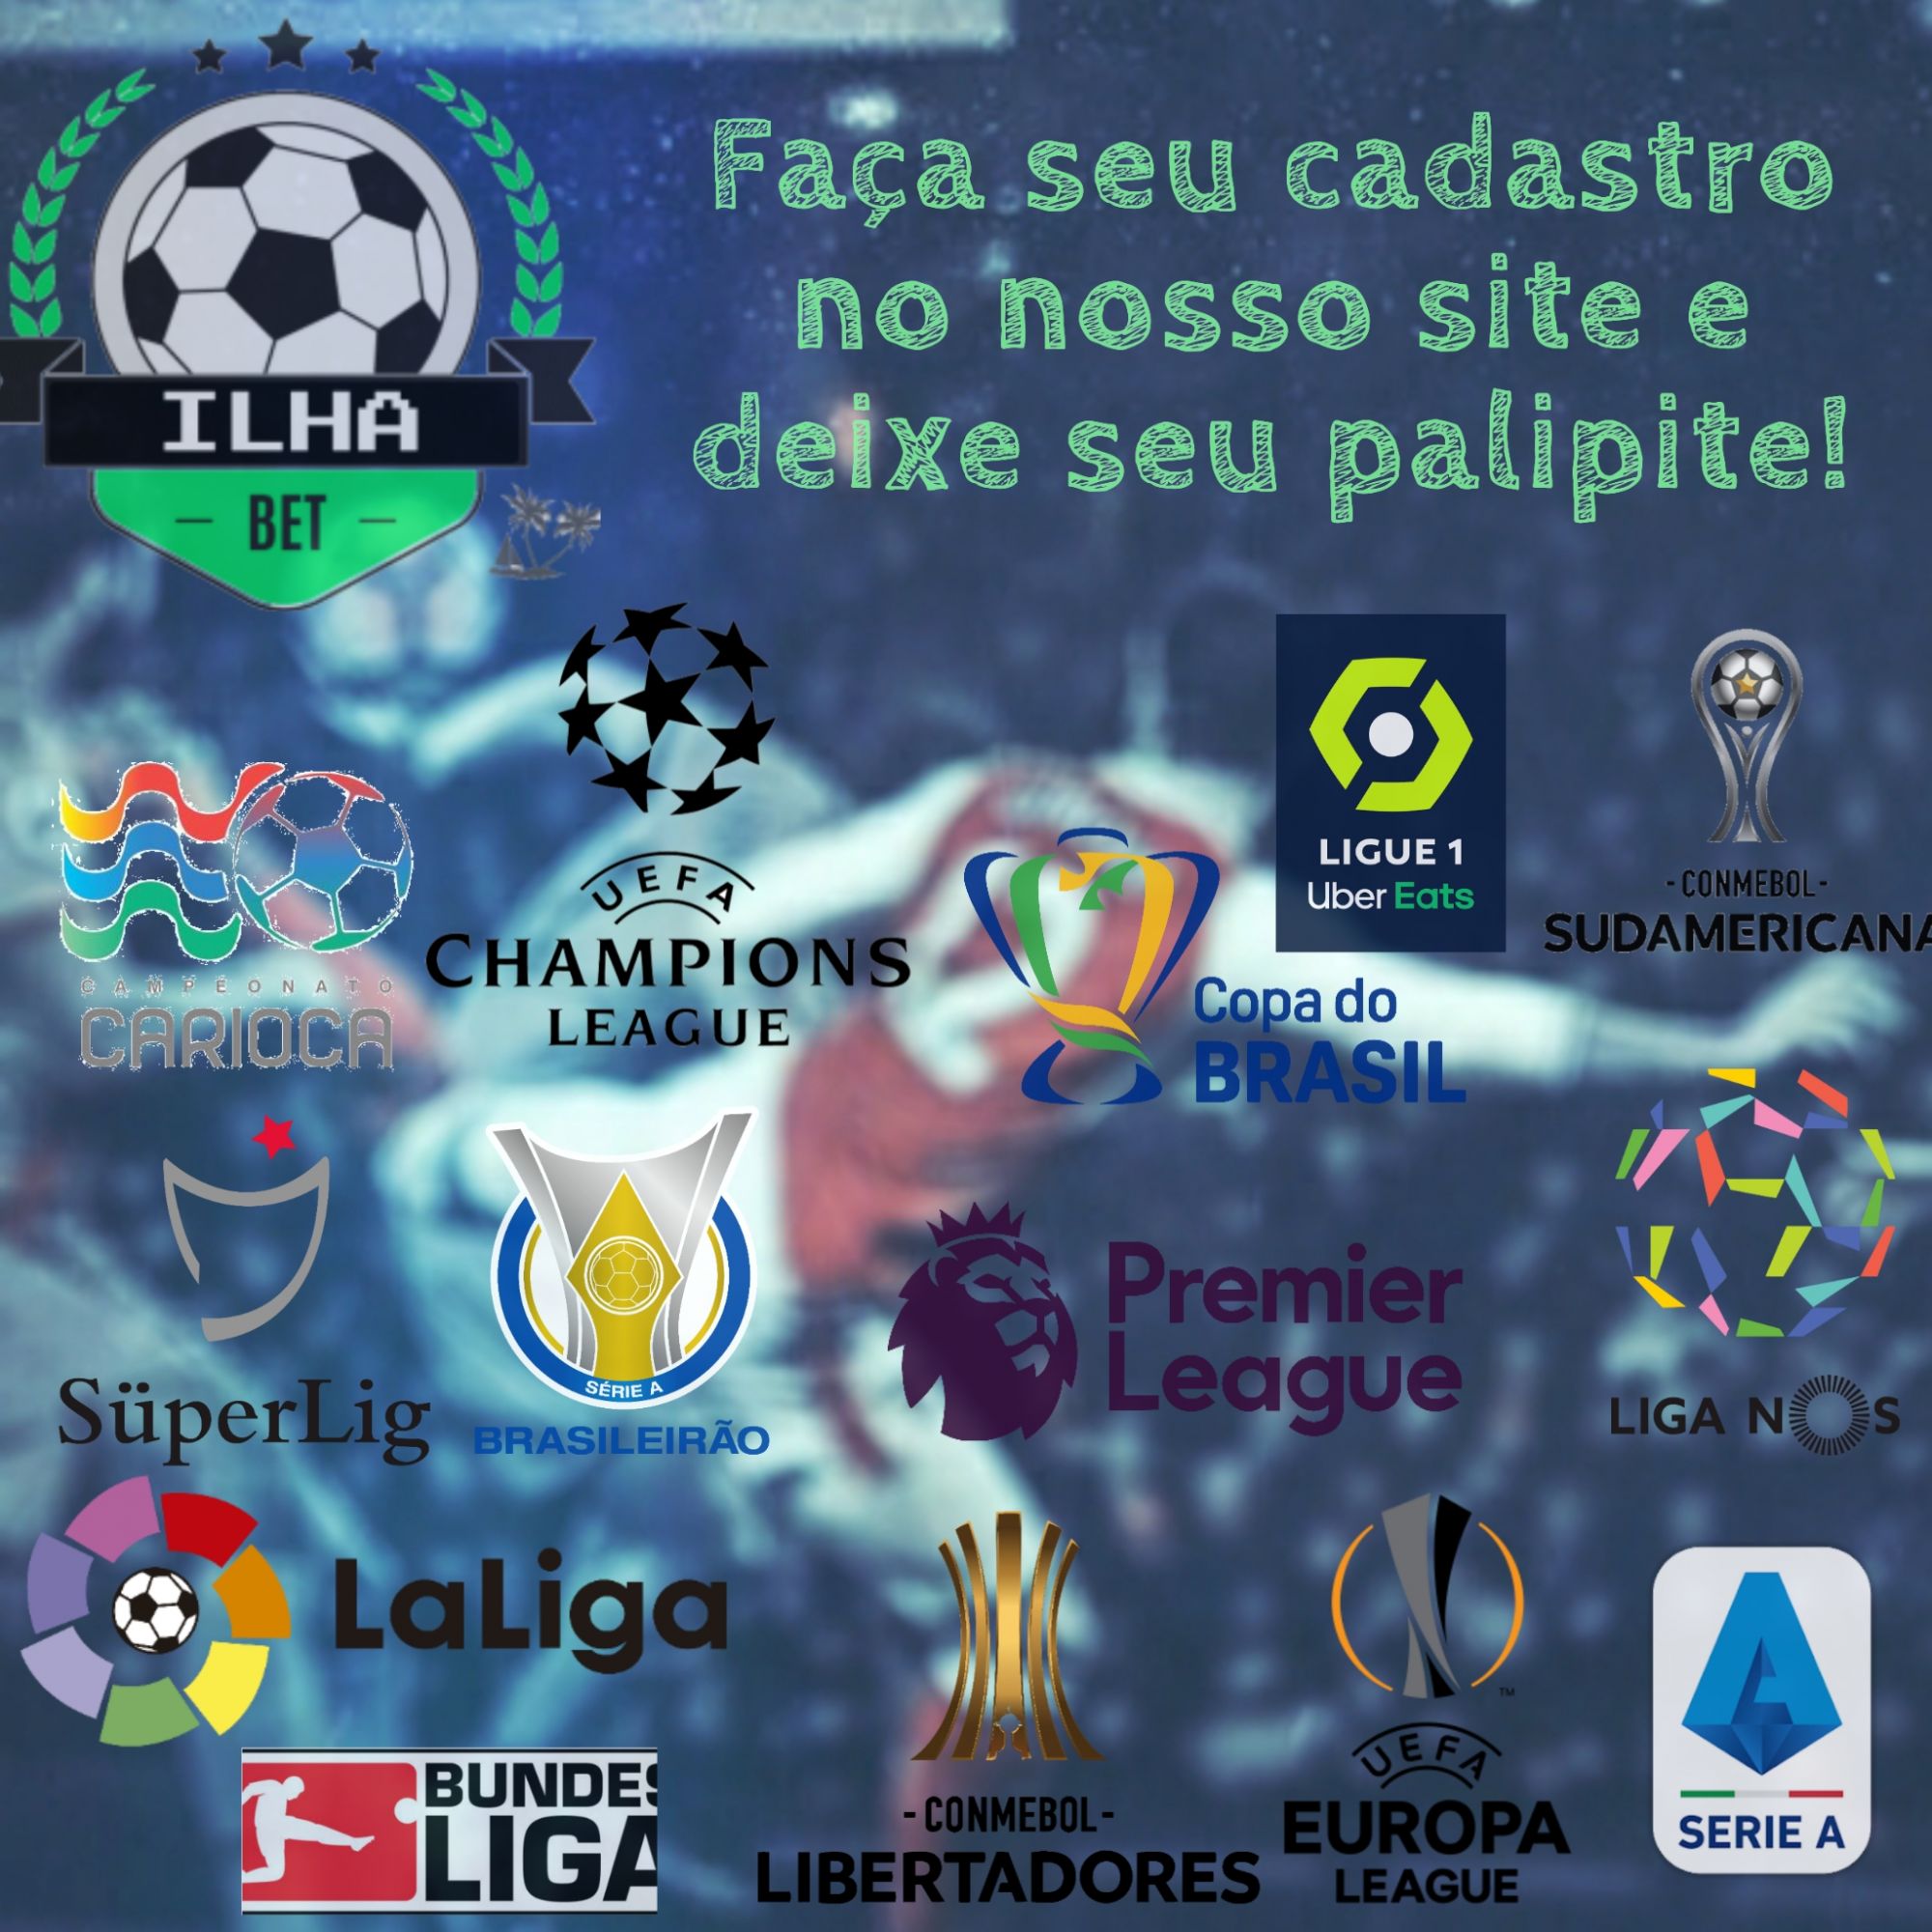 Faça seu cadastro
no nosso site e
deixe seu palipite!
ILHA
BET
LIGUE 1
Uber Eats
- CONMEBOL -
SUDAMERICANA
CAMPEONATO
CARIOCA
UEFA
CHAMPIONS
LEAGUE
Copa do
BRASIL
SüperLig
SÉRIE A
BRASILEIRÃO
Premier
League
LIGA NOS
LaLiga
BUNDES
LIGA
- CONMEBOL -
LIBERTADORES
TM
UEFA
EUROPA
LEAGUE
SERIE A